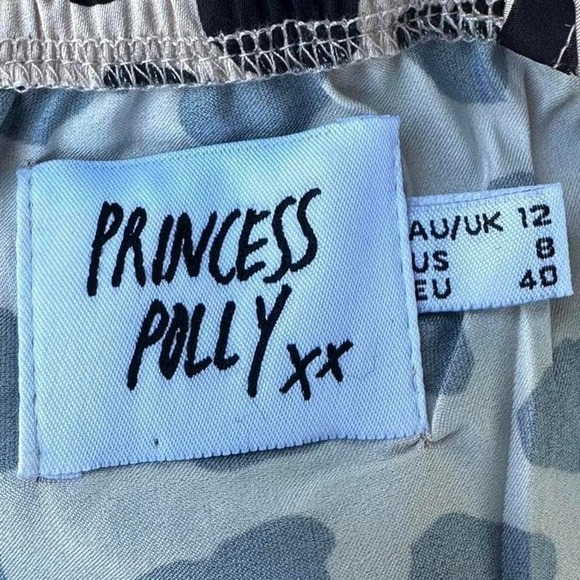 PRINCESS
POLLY xx
AU/UK 12
US 8
EU 40